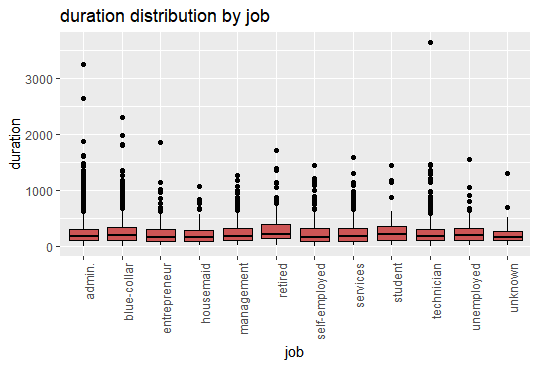 duration distribution by job
duration
3000
2000
1000
0
admin.
blue-collar
entrepreneur
housemaid
management
retired
self-employed
services
student
technician
unemployed
unknown
job